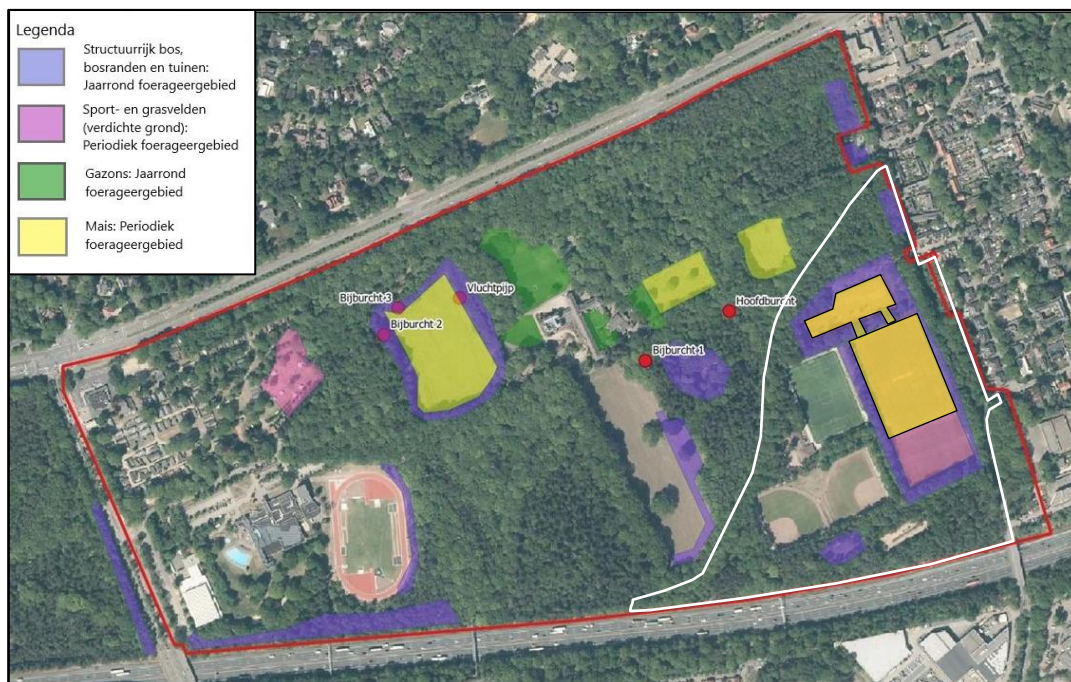 Legenda
Structuurrijk bos,
bosranden en tuinen:
Jaarrond foerageergebied
Sport- en grasvelden
(verdichte grond):
Periodiek foerageergebied
Gazons: Jaarrond
foerageergebied
Mais: Periodiek
foerageergebied
Vluchtpijp
Bijburcht 3
Hoofdburcht
Bijburcht 2
Bijburcht 1